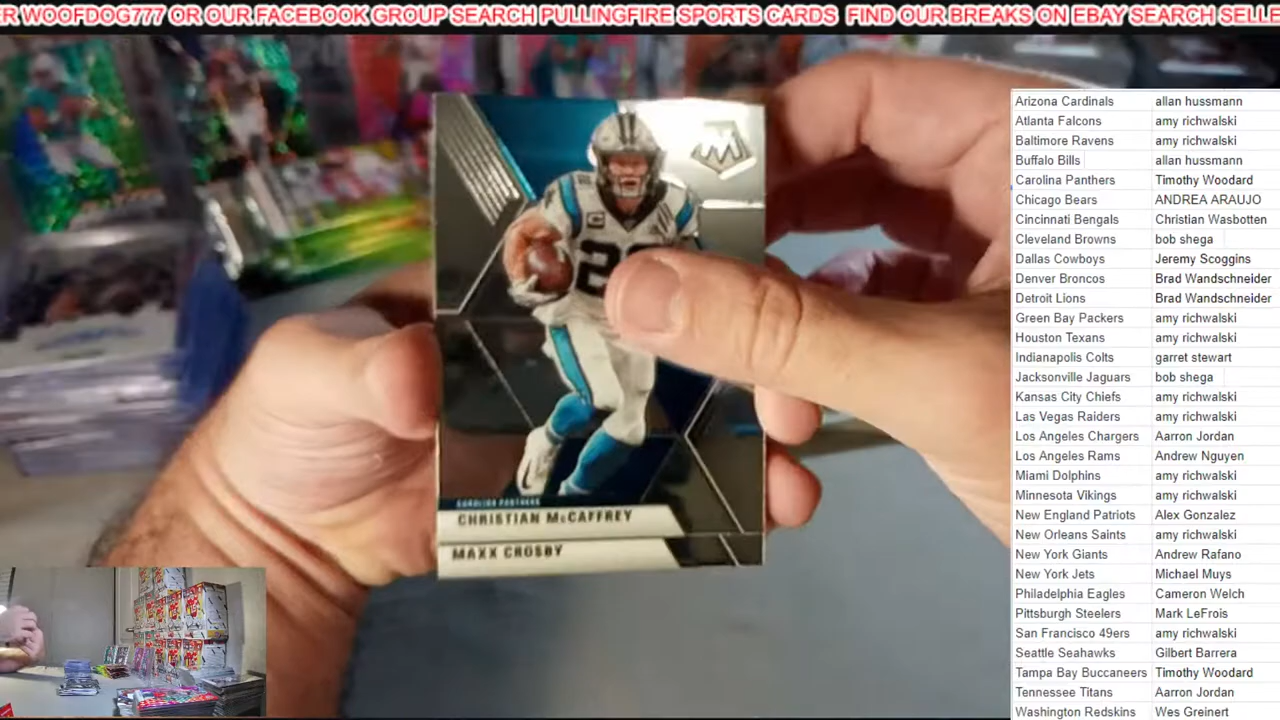 ER WOOFDOG777 OR OUR FACEBOOK GROUP SEARCH PULLINGFIRE SPORTS CARDS  FIND OUR BREAKS ON EBAY SEARCH SELLE
CAROLINA PANTHERS
CHRISTIAN McCAFFREY
MAXX CROSBY
Arizona Cardinals allan hussmann
Atlanta Falcons amy richwalski
Baltimore Ravens amy richwalski
Buffalo Bills allan hussmann
Carolina Panthers Timothy Woodard
Chicago Bears ANDREA ARAUJO
Cincinnati Bengals Christian Wasbotten
Cleveland Browns bob shega
Dallas Cowboys Jeremy Scoggins
Denver Broncos Brad Wandschneider
Detroit Lions Brad Wandschneider
Green Bay Packers amy richwalski
Houston Texans amy richwalski
Indianapolis Colts garret stewart
Jacksonville Jaguars bob shega
Kansas City Chiefs amy richwalski
Las Vegas Raiders amy richwalski
Los Angeles Chargers Aarron Jordan
Los Angeles Rams Andrew Nguyen
Miami Dolphins amy richwalski
Minnesota Vikings amy richwalski
New England Patriots Alex Gonzalez
New Orleans Saints amy richwalski
New York Giants Andrew Rafano
New York Jets Michael Muys
Philadelphia Eagles Cameron Welch
Pittsburgh Steelers Mark LeFrois
San Francisco 49ers amy richwalski
Seattle Seahawks Gilbert Barrera
Tampa Bay Buccaneers Timothy Woodard
Tennessee Titans Aarron Jordan
Washington Redskins Wes Greinert